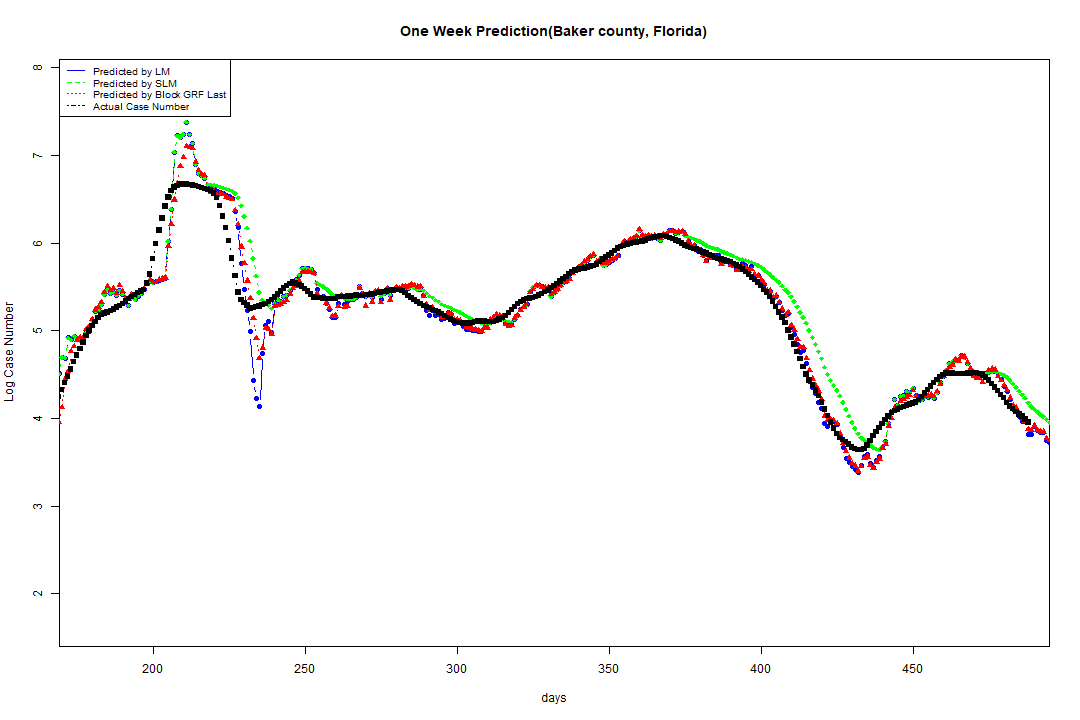 One Week Prediction(Baker county, Florida)
Predicted by LM
Predicted by SLM
Predicted by Block GRF Last
Actual Case Number
8
7
6
5
4
3
2
Log Case Number
200 250 300 350 400 450
days